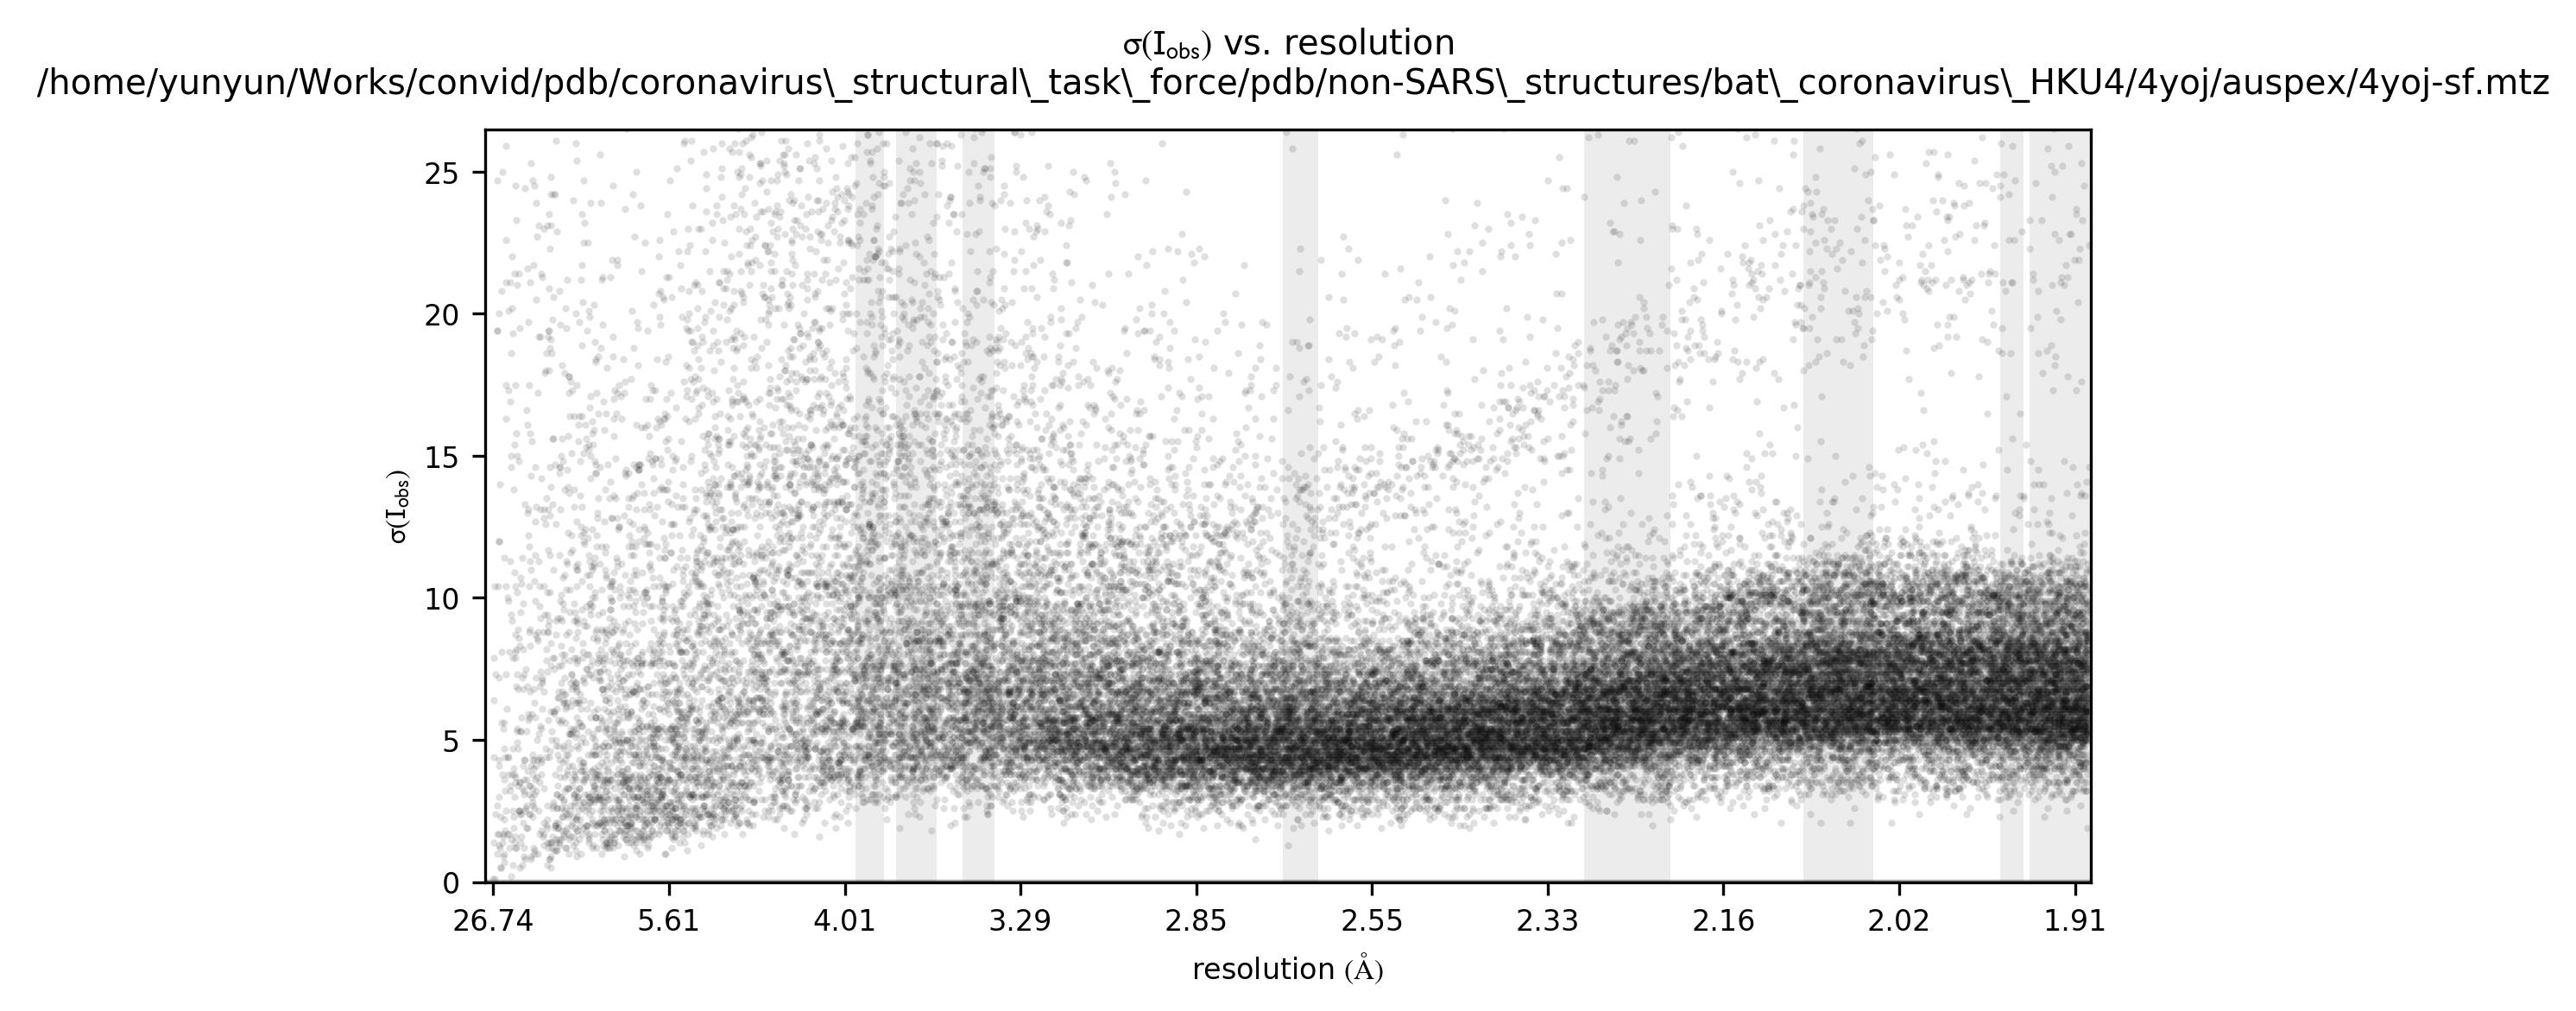 σ(I_obs) vs. resolution
/home/yunyun/Works/convid/pdb/coronavirus\_structural\_task\_force/pdb/non-SARS\_structures/bat\_coronavirus\_HKU4/4yoj/auspex/4yoj-sf.mtz
25
20
15
10
5
0
σ(I_obs)
26.74 5.61 4.01 3.29 2.85 2.55 2.33 2.16 2.02 1.91
resolution (Å)